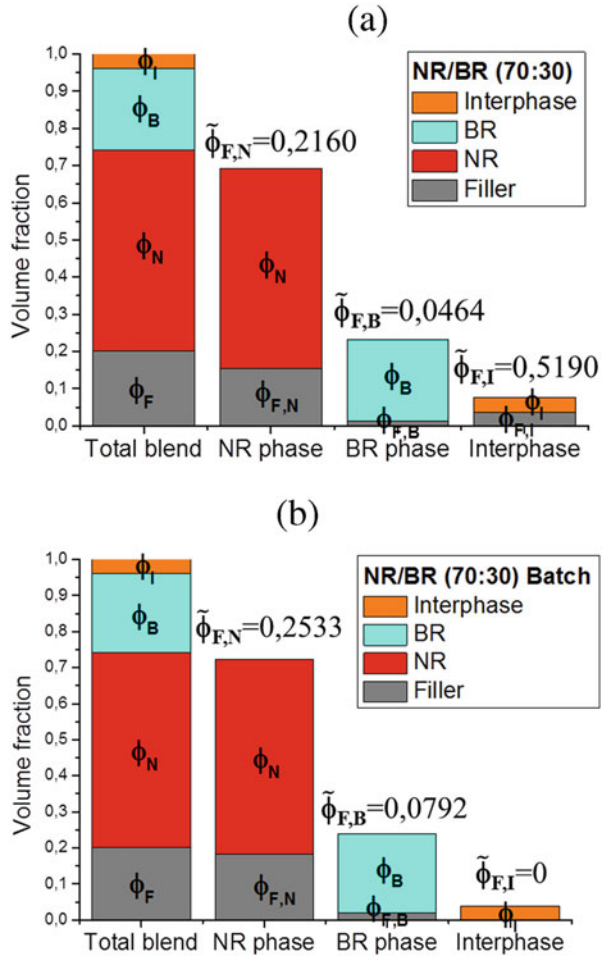 (a)
1,0
0,9
0,8
0,7
0,6
0,5
0,4
0,3
0,2
0,1
0,0
Volume fraction
ϕI
ϕB
ϕN
ϕF
ϕ̃F,N=0,2160
ϕN
ϕF,N
ϕ̃F,B=0,0464
ϕB
ϕF,B
ϕ̃F,I=0,5190
ϕI
ϕF,I
NR/BR (70:30)
Interphase
BR
NR
Filler
Total blend NR phase BR phase Interphase
(b)
1,0
0,9
0,8
0,7
0,6
0,5
0,4
0,3
0,2
0,1
0,0
Volume fraction
ϕI
ϕB
ϕN
ϕF
ϕ̃F,N=0,2533
ϕN
ϕF,N
ϕ̃F,B=0,0792
ϕB
ϕF,B
ϕ̃F,I=0
ϕI
NR/BR (70:30) Batch
Interphase
BR
NR
Filler
Total blend NR phase BR phase Interphase